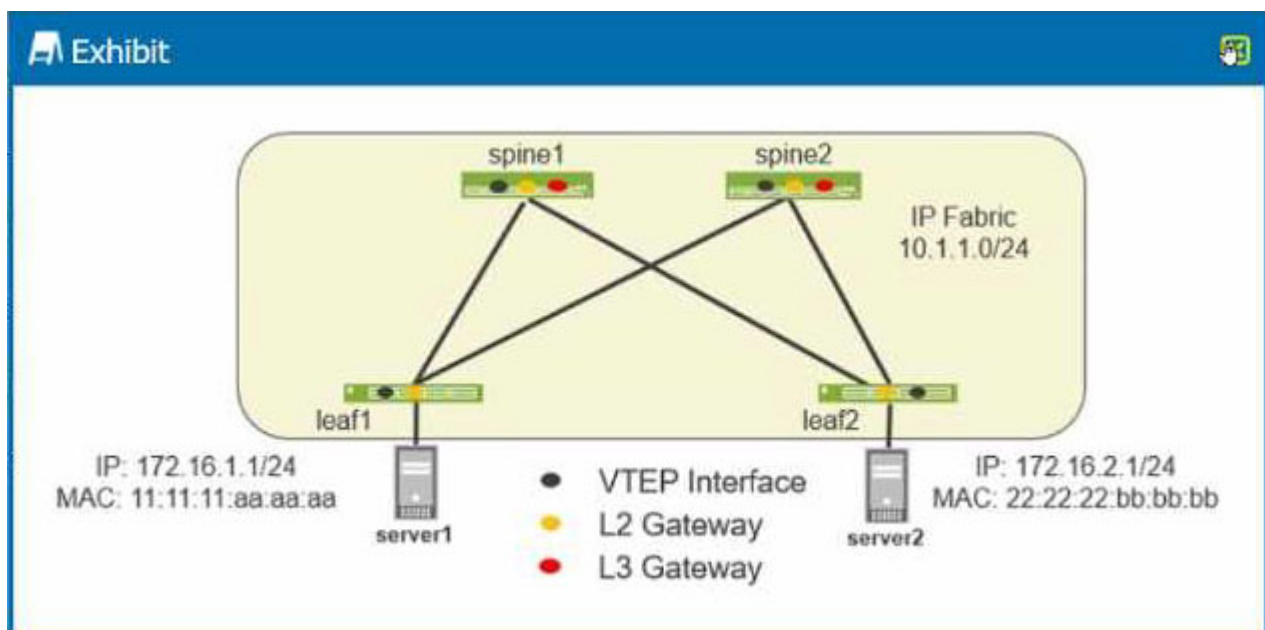 Exhibit
spine1
spine2
IP Fabric
10.1.1.0/24
leaf1
leaf2
IP: 172.16.1.1/24
MAC: 11:11:11:aa:aa:aa
server1
VTEP Interface
L2 Gateway
L3 Gateway
IP: 172.16.2.1/24
MAC: 22:22:22:bb:bb:bb
server2